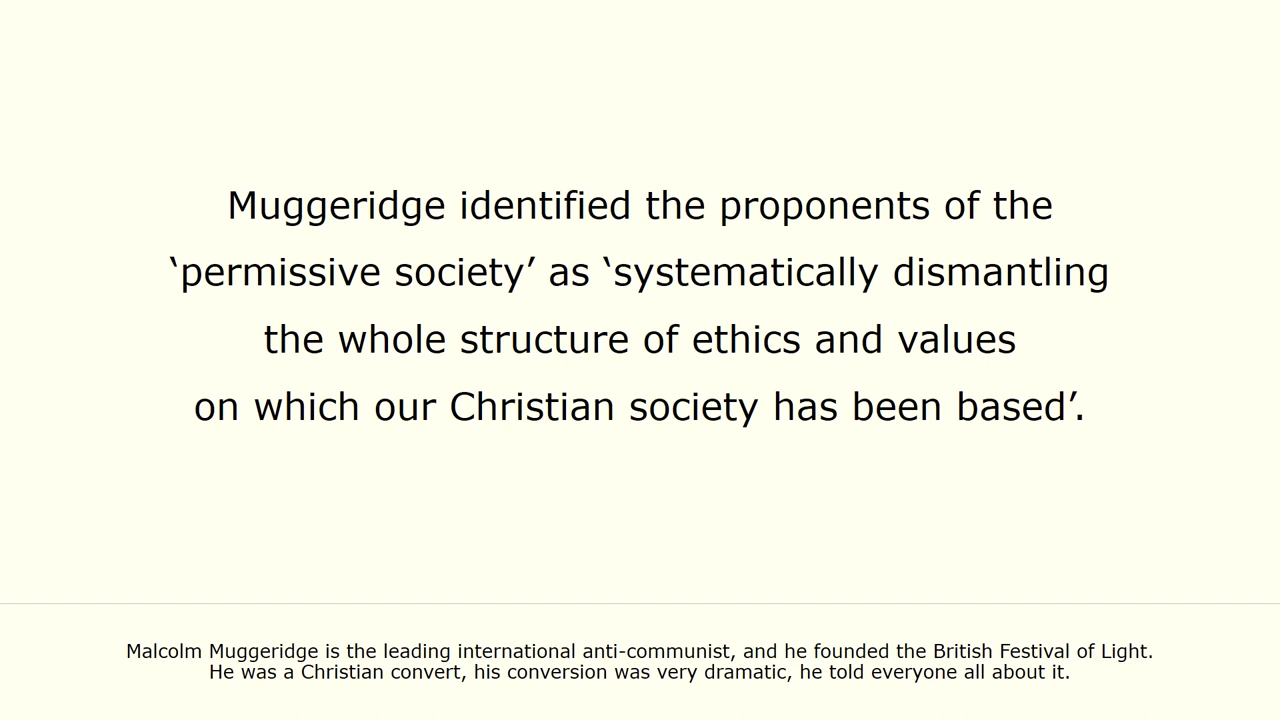 Muggeridge identified the proponents of the
‘permissive society’ as ‘systematically dismantling
the whole structure of ethics and values
on which our Christian society has been based’.
Malcolm Muggeridge is the leading international anti-communist, and he founded the British Festival of Light.
He was a Christian convert, his conversion was very dramatic, he told everyone all about it.